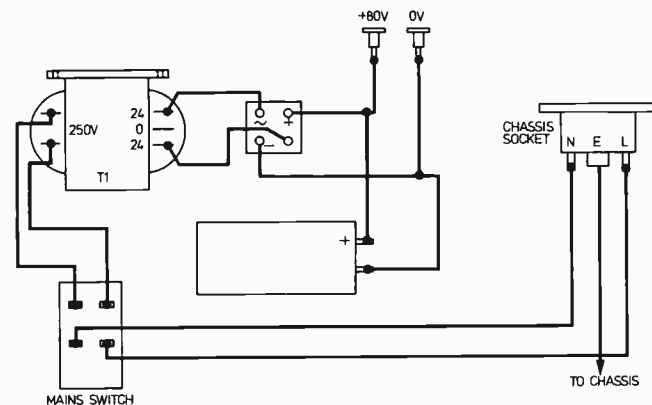 +80V 0V
24
250V 0
24
T1
~ +
−
CHASSIS
SOCKET
N E L
+
TO CHASSIS
MAINS SWITCH